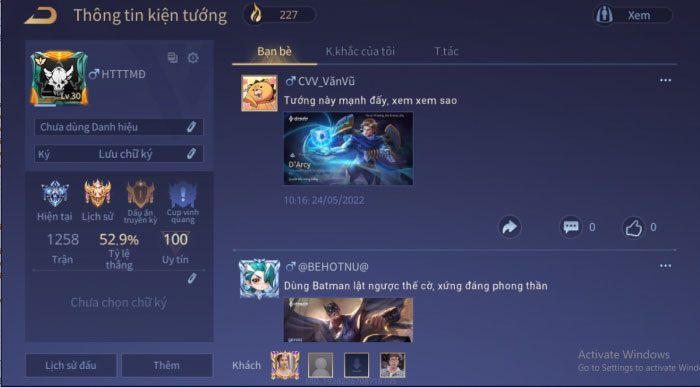 Thông tin kiện tướng
227
Xem
HTTTMĐ
Lv.30
Chưa dùng Danh hiệu
Ký Lưu chữ ký
Hiện tại
Lịch sử
Dấu ấn truyền kỳ
Cup vinh quang
1258
Trận
52.9%
Tỷ lệ thắng
100
Uy tín
Chưa chọn chữ ký
Lịch sử đấu
Thêm
Bạn bè
K.khắc của tôi
T.tác
CVV_VănVũ
Tướng này mạnh đấy, xem xem sao
D'Arcy
10:16: 24/05/2022
0
0
@BEHOTNU@
Dùng Batman lật ngược thế cờ, xứng đáng phong thần
Khách
Activate Windows
Go to Settings to activate Wind